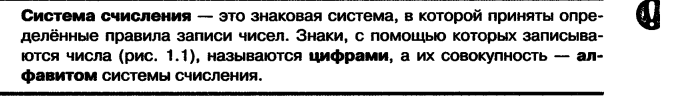 Система счисления — это знаковая система, в которой приняты опре-
делённые правила записи чисел. Знаки, с помощью которых записыва-
ются числа (рис. 1.1), называются цифрами, а их совокупность — ал-
фавитом системы счисления.